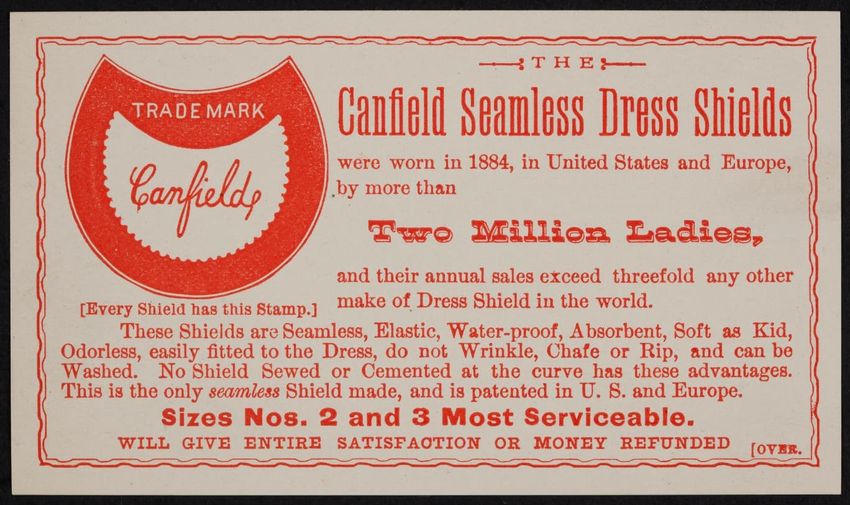 TRADE MARK
Canfield
[Every Shield has this Stamp.]
THE
Canfield Seamless Dress Shields
were worn in 1884, in United States and Europe,
by more than
Two Million Ladies,
and their annual sales exceed threefold any other
make of Dress Shield in the world.
These Shields are Seamless, Elastic, Water-proof, Absorbent, Soft as Kid,
Odorless, easily fitted to the Dress, do not Wrinkle, Chafe or Rip, and can be
Washed. No Shield Sewed or Cemented at the curve has these advantages.
This is the only seamless Shield made, and is patented in U. S. and Europe.
Sizes Nos. 2 and 3 Most Serviceable.
WILL GIVE ENTIRE SATISFACTION OR MONEY REFUNDED
[OVER.